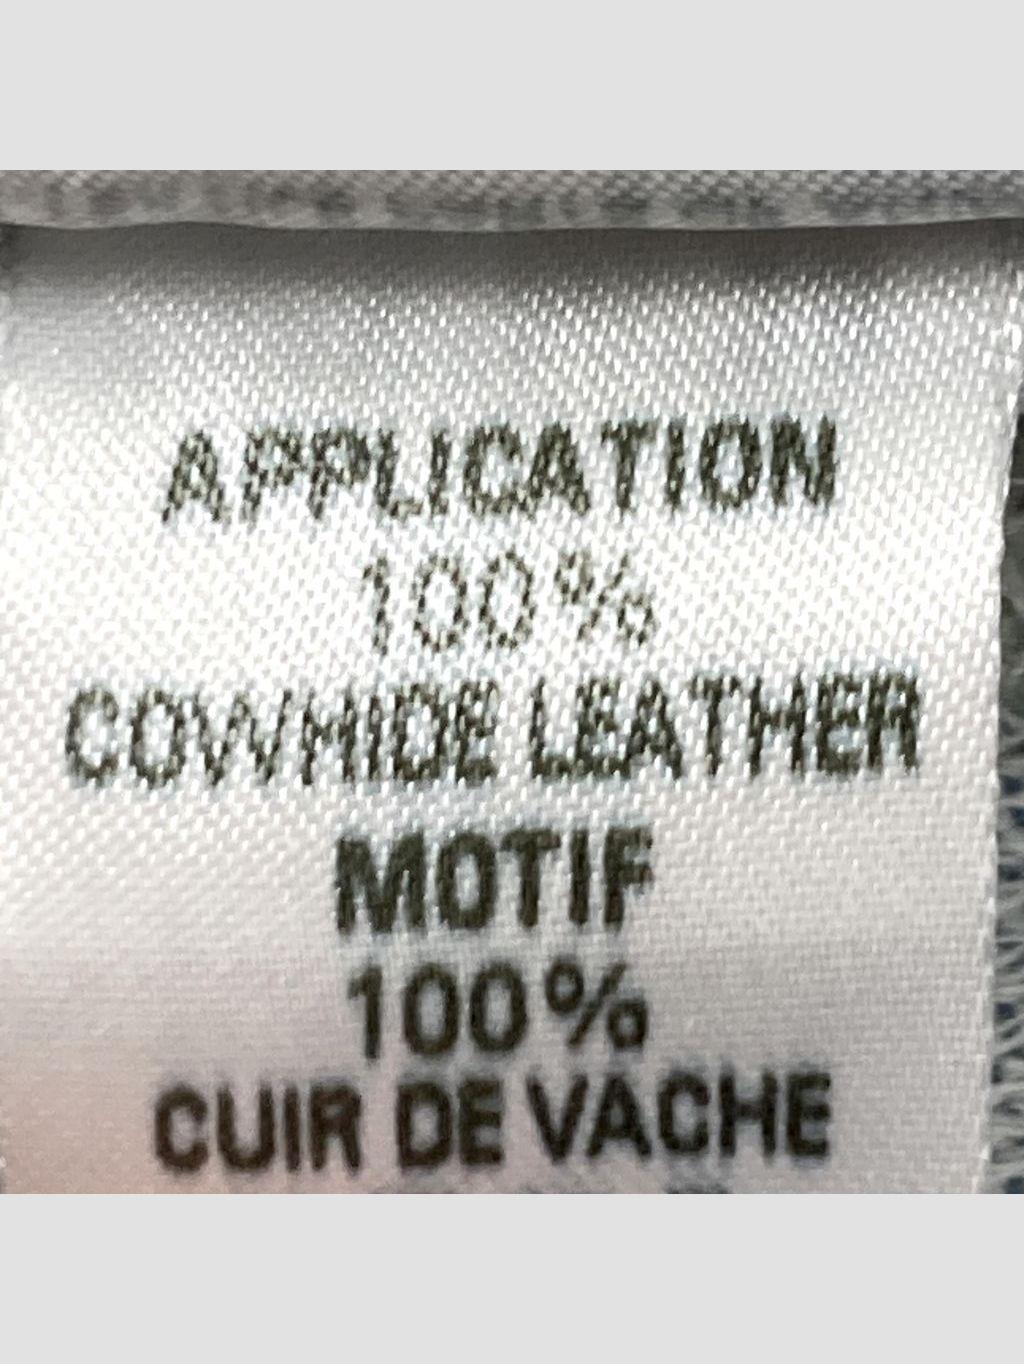 APPLICATION
100%
COWHIDE LEATHER
MOTIF
100%
CUIR DE VACHE